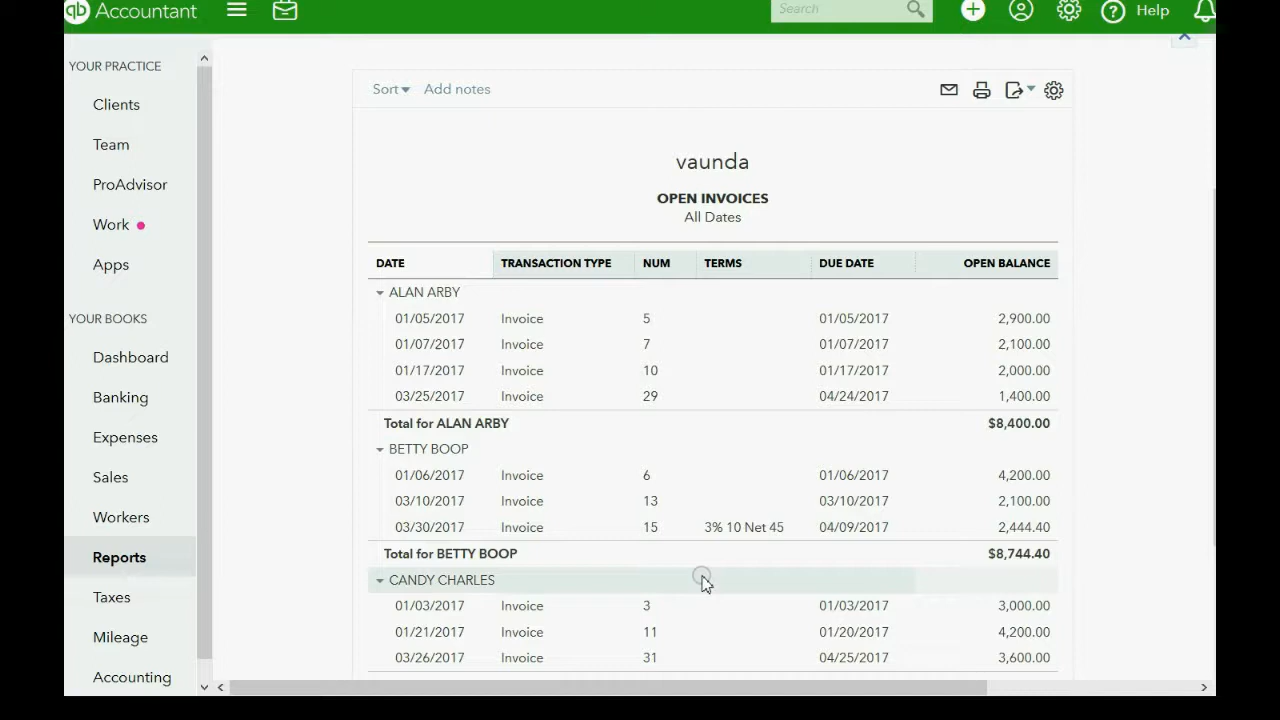 qb Accountant Search Help
YOUR PRACTICE
Clients
Team
ProAdvisor
Work
Apps
YOUR BOOKS
Dashboard
Banking
Expenses
Sales
Workers
Reports
Taxes
Mileage
Accounting
Sort Add notes
vaunda
OPEN INVOICES
All Dates
DATE TRANSACTION TYPE NUM TERMS DUE DATE OPEN BALANCE
ALAN ARBY
01/05/2017 Invoice 5 01/05/2017 2,900.00
01/07/2017 Invoice 7 01/07/2017 2,100.00
01/17/2017 Invoice 10 01/17/2017 2,000.00
03/25/2017 Invoice 29 04/24/2017 1,400.00
Total for ALAN ARBY $8,400.00
BETTY BOOP
01/06/2017 Invoice 6 01/06/2017 4,200.00
03/10/2017 Invoice 13 03/10/2017 2,100.00
03/30/2017 Invoice 15 3% 10 Net 45 04/09/2017 2,444.40
Total for BETTY BOOP $8,744.40
CANDY CHARLES
01/03/2017 Invoice 3 01/03/2017 3,000.00
01/21/2017 Invoice 11 01/20/2017 4,200.00
03/26/2017 Invoice 31 04/25/2017 3,600.00